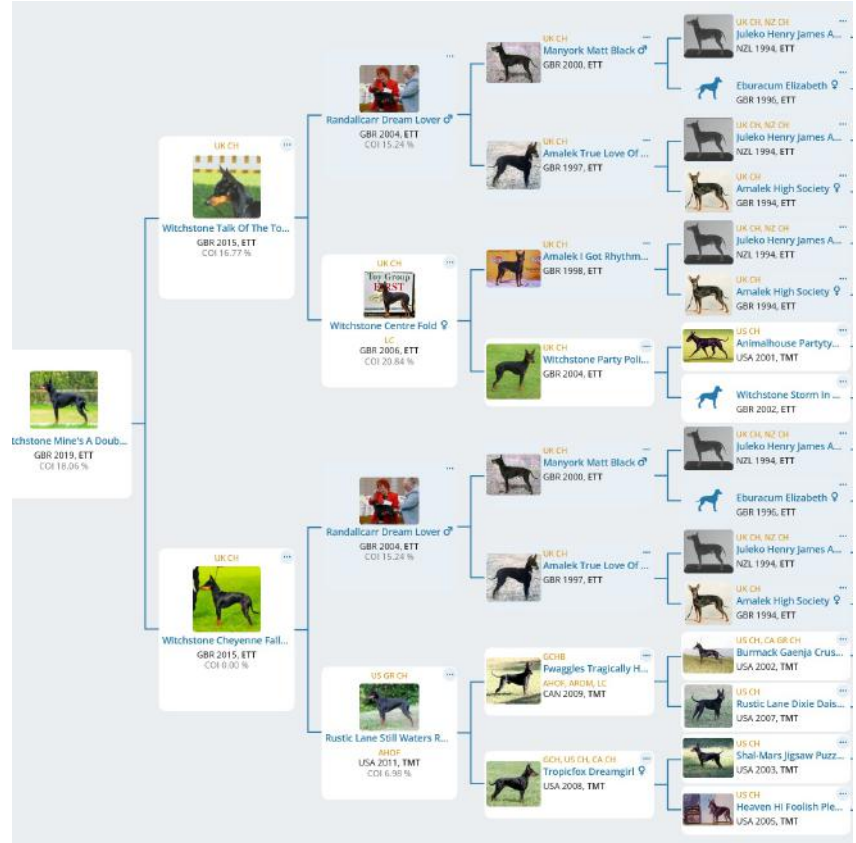 tchstone Mine's A Doub...
GBR 2019, ETT
COI 18.06 %
UK CH
Witchstone Talk Of The To...
GBR 2015, ETT
COI 16.77 %
UK CH
Witchstone Cheyenne Fall...
GBR 2015, ETT
COI 0.00 %
Randallcarr Dream Lover ♂
GBR 2004, ETT
COI 15.24 %
UK CH
Toy Group
FIRST
Witchstone Centre Fold ♀
LC
GBR 2006, ETT
COI 20.84 %
Randallcarr Dream Lover ♂
GBR 2004, ETT
COI 15.24 %
US GR CH
Rustic Lane Still Waters R...
AHOF
USA 2011, TMT
COI 6.98 %
UK CH
Manyork Matt Black ♂
GBR 2000, ETT
UK CH
Amalek True Love Of ...
GBR 1997, ETT
UK CH
Amalek I Got Rhythm...
GBR 1998, ETT
UK CH
Witchstone Party Poli...
GBR 2004, ETT
UK CH
Manyork Matt Black ♂
GBR 2000, ETT
UK CH
Amalek True Love Of ...
GBR 1997, ETT
GCHB
Fwaggles Tragically H...
AHOF, AROM, LC
CAN 2009, TMT
GCH, US CH, CA CH
Tropicfox Dreamgirl ♀
USA 2008, TMT
UK CH, NZ CH
Juleko Henry James A...
NZL 1994, ETT
Eburacum Elizabeth ♀
GBR 1996, ETT
UK CH, NZ CH
Juleko Henry James A...
NZL 1994, ETT
UK CH
Amalek High Society ♀
GBR 1994, ETT
UK CH, NZ CH
Juleko Henry James A...
NZL 1994, ETT
UK CH
Amalek High Society ♀
GBR 1994, ETT
US CH
Animalhouse Partyty...
USA 2001, TMT
Witchstone Storm In ...
GBR 2002, ETT
UK CH, NZ CH
Juleko Henry James A...
NZL 1994, ETT
Eburacum Elizabeth ♀
GBR 1996, ETT
UK CH, NZ CH
Juleko Henry James A...
NZL 1994, ETT
UK CH
Amalek High Society ♀
GBR 1994, ETT
US CH, CA GR CH
Burmack Gaenja Crus...
USA 2002, TMT
US CH
Rustic Lane Dixie Dais...
USA 2007, TMT
US CH
Shal-Mars Jigsaw Puzz...
USA 2003, TMT
US CH
Heaven Hi Foolish Ple...
USA 2005, TMT